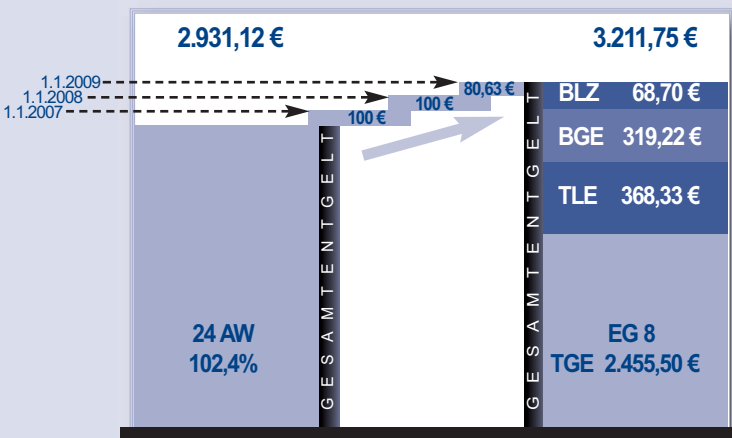 2.931,12 €
3.211,75 €
1.1.2009
1.1.2008
1.1.2007
80,63 €
100 €
100 €
GESAMTENTGELT
GESAMTENTGELT
BLZ 68,70 €
BGE 319,22 €
TLE 368,33 €
24 AW
102,4%
EG 8
TGE 2.455,50 €